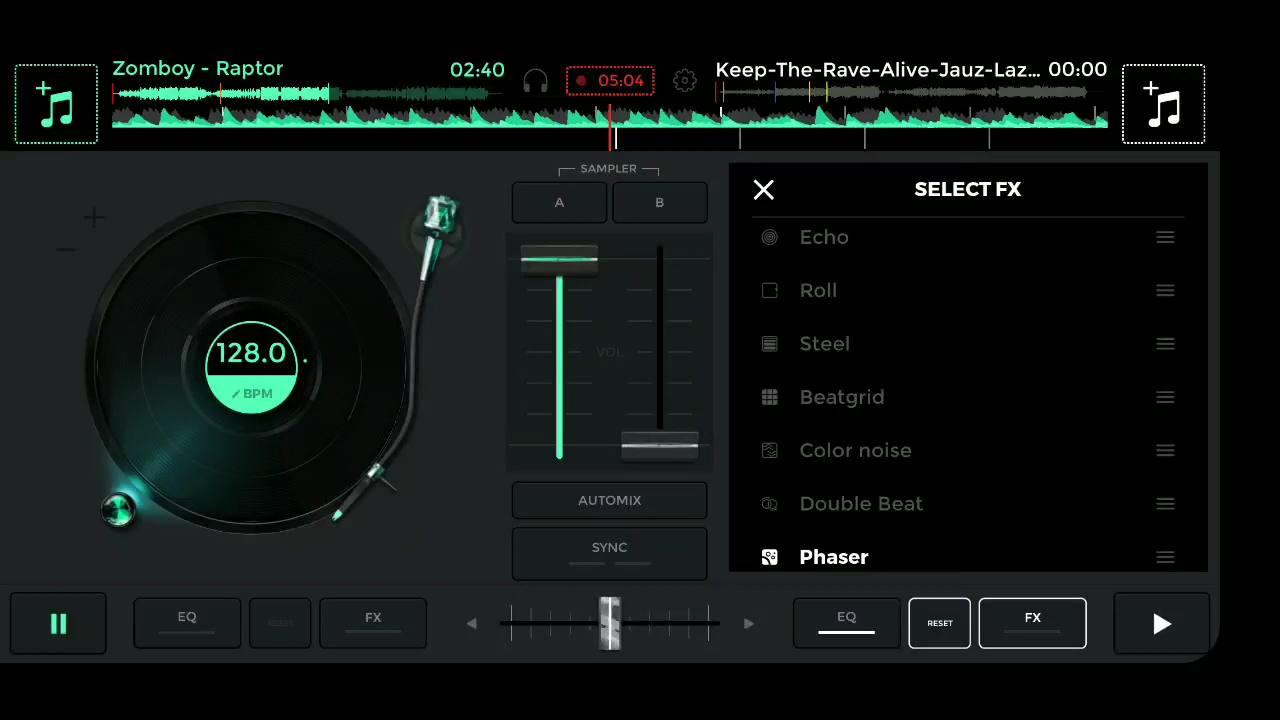 Zomboy - Raptor
02:40
05:04
Keep-The-Rave-Alive-Jauz-Laz...
00:00
SAMPLER
A
B
SELECT FX
Echo
Roll
Steel
Beatgrid
Color noise
Double Beat
Phaser
128.0 .
BPM
VOL
AUTOMIX
SYNC
EQ
RESET
FX
EQ
RESET
FX